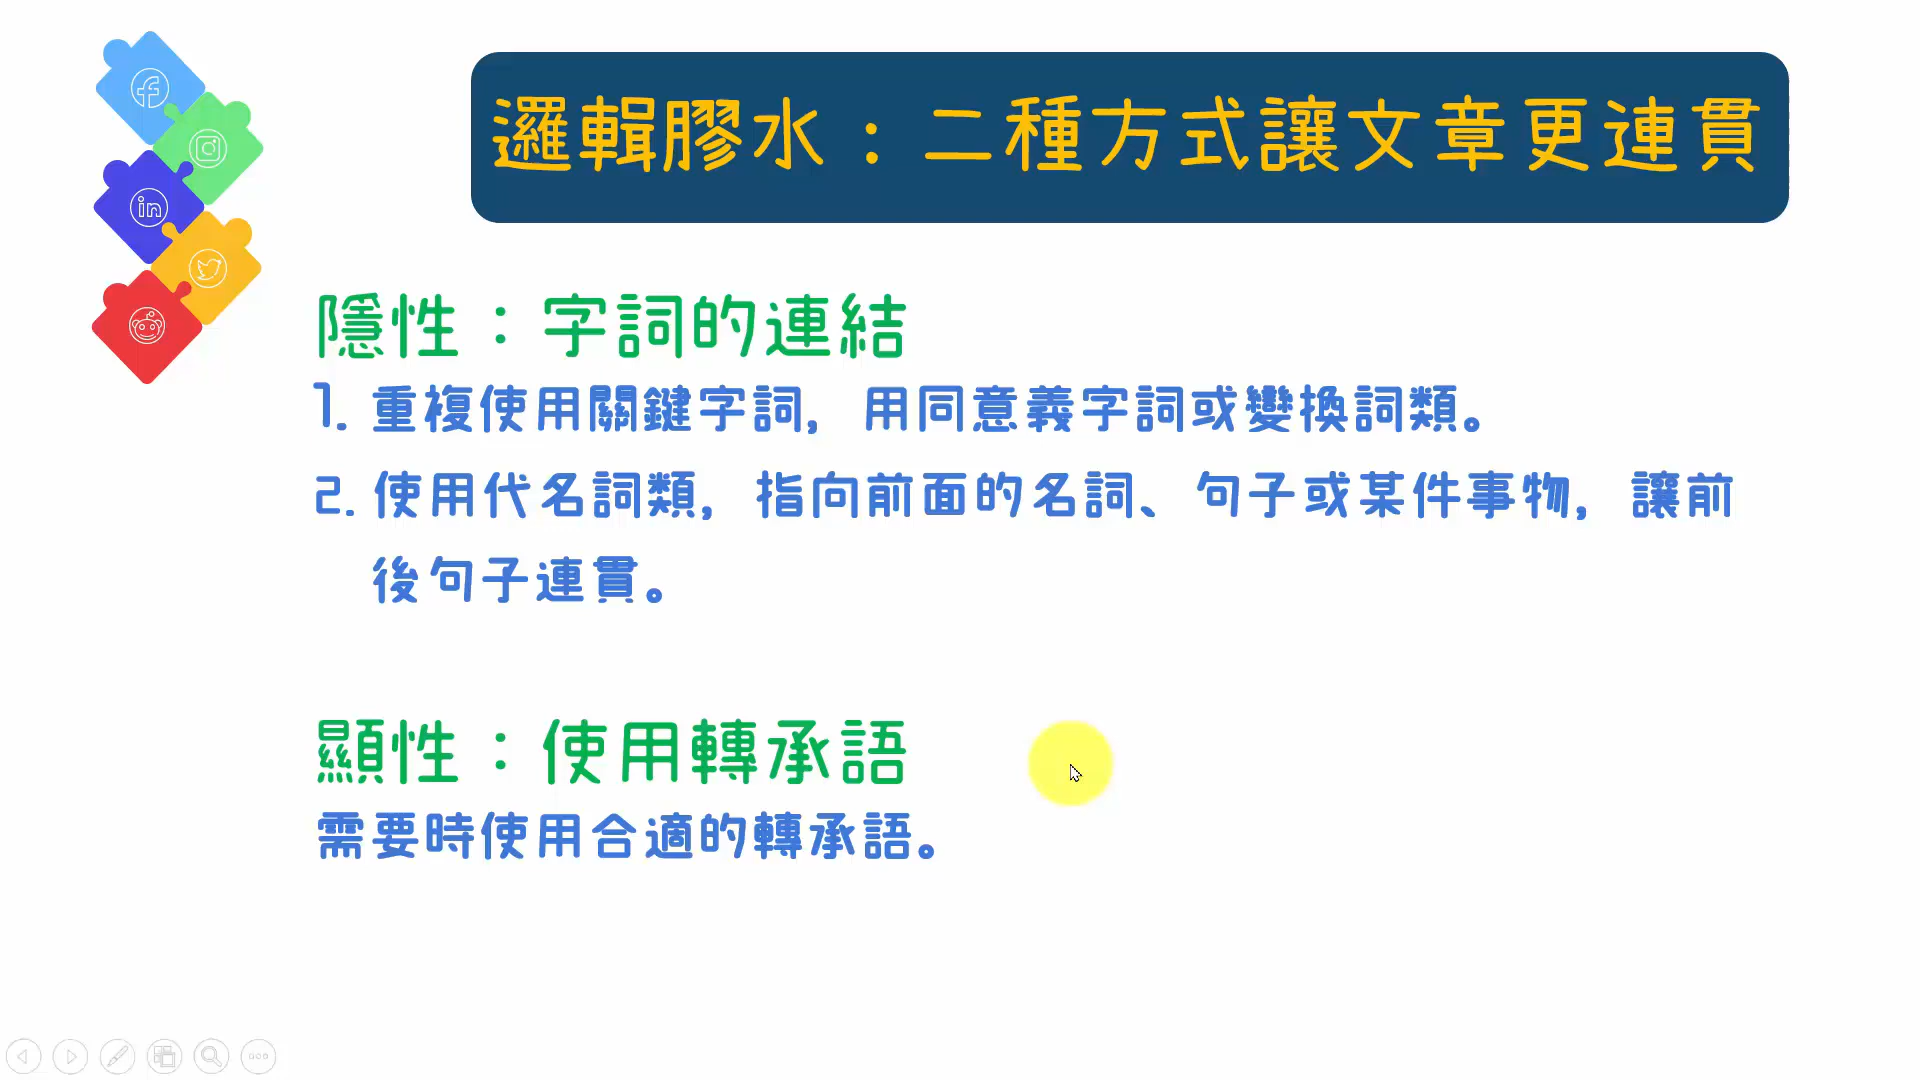 邏輯膠水：二種方式讓文章更連貫
隱性：字詞的連結
1. 重複使用關鍵字詞，用同意義字詞或變換詞類。
2. 使用代名詞類，指向前面的名詞、句子或某件事物，讓前
後句子連貫。
顯性：使用轉承語
需要時使用合適的轉承語。